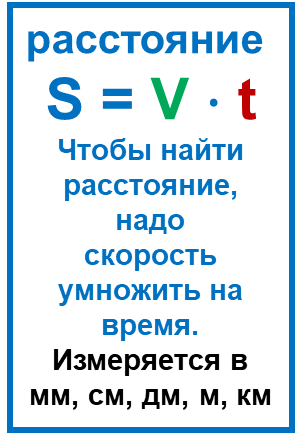 расстояние
S = V · t
Чтобы найти
расстояние,
надо
скорость
умножить на
время.
Измеряется в
мм, см, дм, м, км